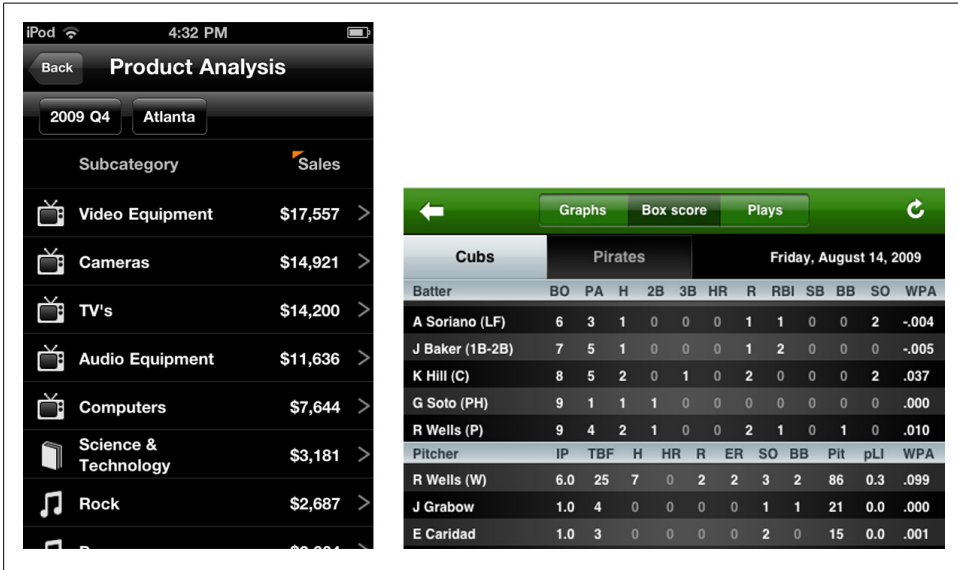 iPod 4:32 PM
Back Product Analysis
2009 Q4 Atlanta
Subcategory Sales
Video Equipment $17,557
Cameras $14,921
TV's $14,200
Audio Equipment $11,636
Computers $7,644
Science &
Technology $3,181
Rock $2,687
Graphs Box score Plays
Cubs Pirates Friday, August 14, 2009
Batter BO PA H 2B 3B HR R RBI SB BB SO WPA
A Soriano (LF) 6 3 1 0 0 0 1 1 0 0 2 -.004
J Baker (1B-2B) 7 5 1 0 0 0 1 2 0 0 0 -.005
K Hill (C) 8 5 2 0 1 0 2 0 0 0 2 .037
G Soto (PH) 9 1 1 1 0 0 0 0 0 0 0 .000
R Wells (P) 9 4 2 1 0 0 2 1 0 1 0 .010
Pitcher IP TBF H HR R ER SO BB Pit pLI WPA
R Wells (W) 6.0 25 7 0 2 2 3 2 86 0.3 .099
J Grabow 1.0 4 0 0 0 0 1 1 21 0.0 .000
E Caridad 1.0 3 0 0 0 0 2 0 15 0.0 .001